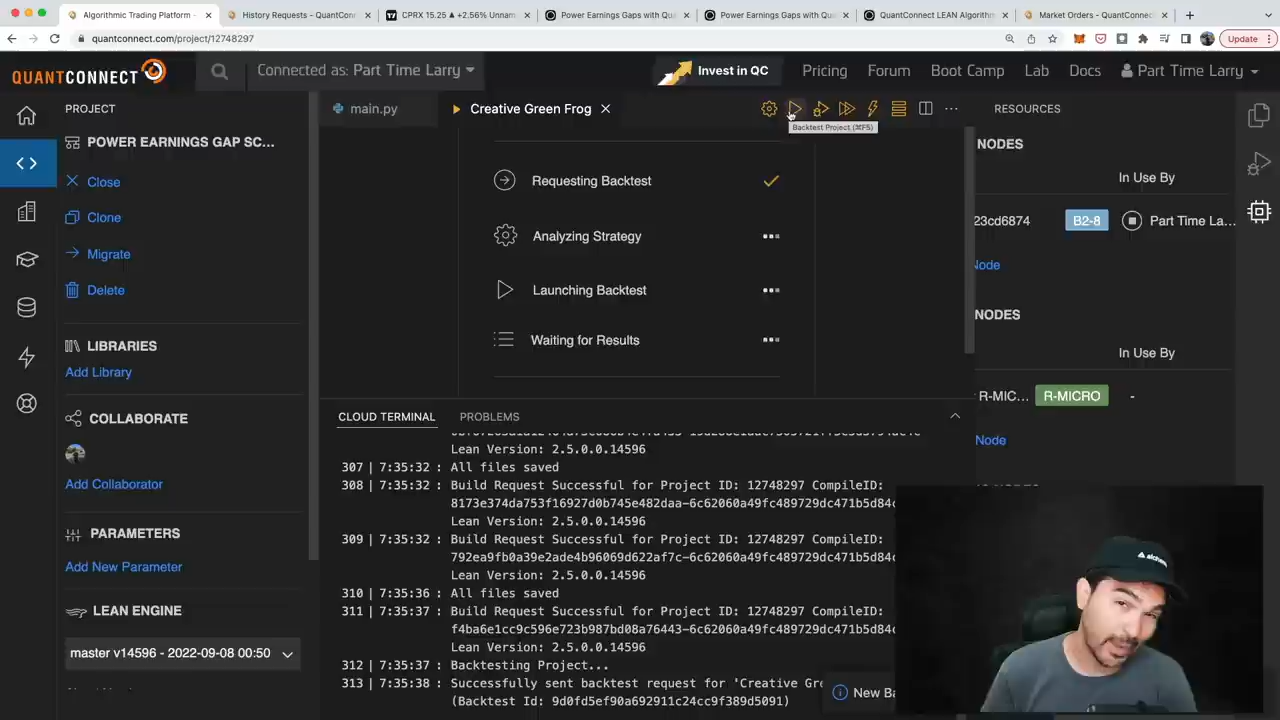 Algorithmic Trading Platform -
History Requests - QuantConn
CPRX 15.25 ▲ +2.56% Unnam
Power Earnings Gaps with Qu
Power Earnings Gaps with Qu
QuantConnect LEAN Algorithm
Market Orders - QuantConnec
quantconnect.com/project/12748297
Update
QUANTCONNECT
Connected as: Part Time Larry
Invest in QC
Pricing
Forum
Boot Camp
Lab
Docs
Part Time Larry
PROJECT
main.py
Creative Green Frog
Backtest Project (⌘F5)
RESOURCES
POWER EARNINGS GAP SC...
Close
Clone
Migrate
Delete
LIBRARIES
Add Library
COLLABORATE
Add Collaborator
PARAMETERS
Add New Parameter
LEAN ENGINE
master v14596 - 2022-09-08 00:50
Requesting Backtest
Analyzing Strategy
Launching Backtest
Waiting for Results
NODES
In Use By
23cd6874 B2-8 Part Time La...
Node
NODES
In Use By
R-MIC... R-MICRO -
Node
CLOUD TERMINAL PROBLEMS
Lean Version: 2.5.0.0.14596
307 | 7:35:32 : All files saved
308 | 7:35:32 : Build Request Successful for Project ID: 12748297 CompileID:
8173e374da753f16927d0b745e482daa-6c62060a49fc489729dc471b5d84c
Lean Version: 2.5.0.0.14596
309 | 7:35:32 : Build Request Successful for Project ID: 12748297 CompileID:
792ea9fb0a39e2ade4b96069d622af7c-6c62060a49fc489729dc471b5d84c
Lean Version: 2.5.0.0.14596
310 | 7:35:36 : All files saved
311 | 7:35:37 : Build Request Successful for Project ID: 12748297 CompileID:
f4ba6e1cc9c596e723b987bd08a76443-6c62060a49fc489729dc471b5d84c
Lean Version: 2.5.0.0.14596
312 | 7:35:37 : Backtesting Project...
313 | 7:35:38 : Successfully sent backtest request for 'Creative Gre
(Backtest Id: 9d0fd5ef90a692911c24cc9f389d5091)
New Ba